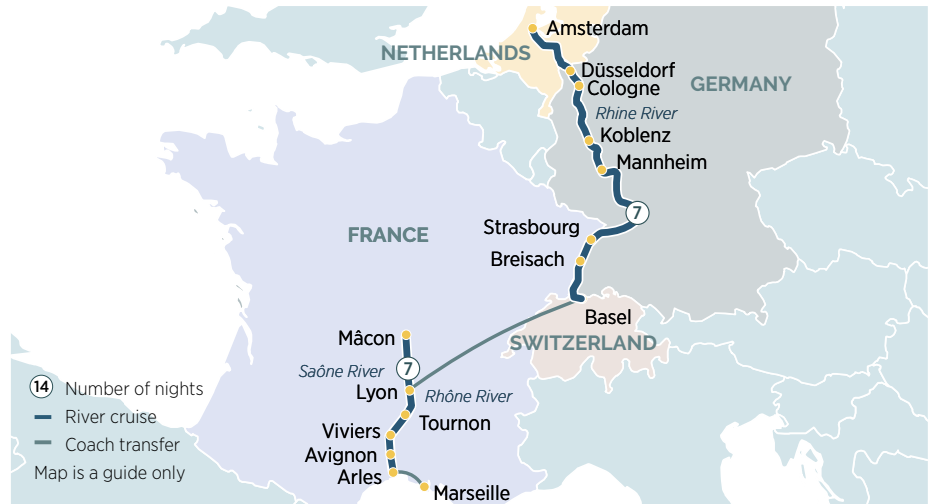 Amsterdam
NETHERLANDS
Düsseldorf
Cologne
GERMANY
Rhine River
Koblenz
Mannheim
7
Strasbourg
FRANCE
Breisach
Basel
Mâcon
SWITZERLAND
7
Saône River
Lyon
Rhône River
Tournon
Viviers
Avignon
Arles
Marseille
14 Number of nights
River cruise
Coach transfer
Map is a guide only